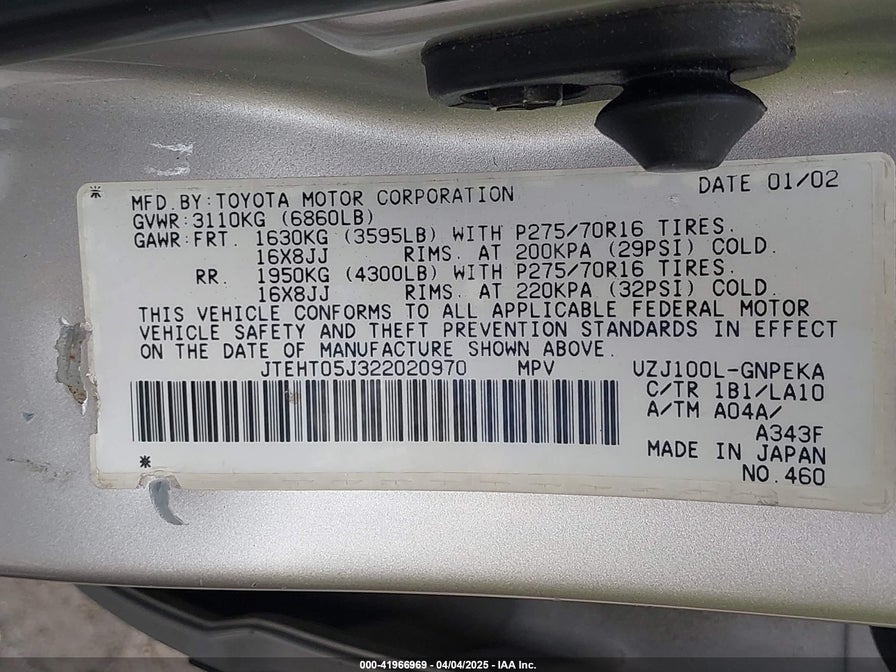 MFD.BY:TOYOTA MOTOR CORPORATION DATE 01/02
GVWR:3110KG (6860LB)
GAWR:FRT. 1630KG (3595LB) WITH P275/70R16 TIRES.
16X8JJ RIMS. AT 200KPA (29PSI) COLD.
RR. 1950KG (4300LB) WITH P275/70R16 TIRES.
16X8JJ RIMS. AT 220KPA (32PSI) COLD.
THIS VEHICLE CONFORMS TO ALL APPLICABLE FEDERAL MOTOR
VEHICLE SAFETY AND THEFT PREVENTION STANDARDS IN EFFECT
ON THE DATE OF MANUFACTURE SHOWN ABOVE.
JTEHT05J322020970 MPV UZJ100L-GNPEKA
C/TR 1B1/LA10
A/TM A04A/
A343F
MADE IN JAPAN
NO.460
000-41966969 - 04/04/2025 - IAA Inc.